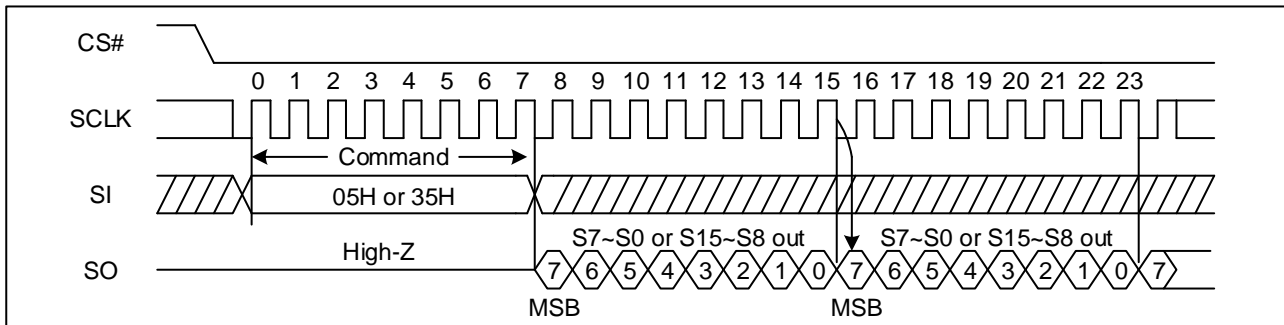 CS#
0 1 2 3 4 5 6 7 8 9 10 11 12 13 14 15 16 17 18 19 20 21 22 23
SCLK
Command
SI
05H or 35H
S7~S0 or S15~S8 out S7~S0 or S15~S8 out
High-Z
SO
7 6 5 4 3 2 1 0 7 6 5 4 3 2 1 0 7
MSB MSB